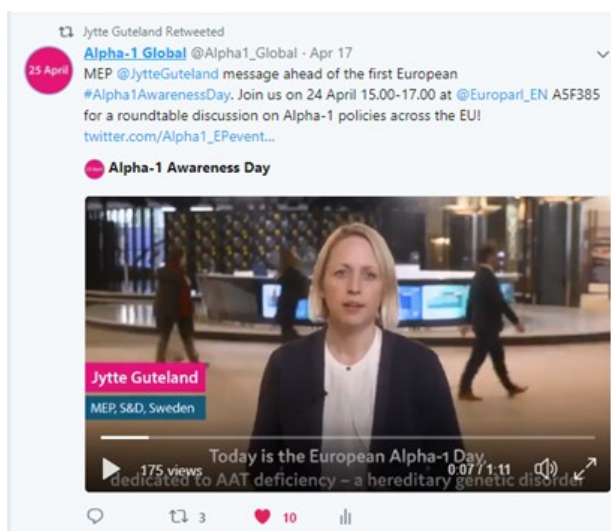 Jytte Guteland Retweeted
Alpha-1 Global @Alpha1_Global · Apr 17
25 April
MEP @JytteGuteland message ahead of the first European
#Alpha1AwarenessDay. Join us on 24 April 15.00-17.00 at @Europarl_EN A5F385
for a roundtable discussion on Alpha-1 policies across the EU!
twitter.com/Alpha1_EPevent...
Alpha-1 Awareness Day
Jytte Guteland
MEP, S&D, Sweden
Today is the European Alpha-1 Day,
175 views
0:07 / 1:11
dedicated to AAT deficiency – a hereditary genetic disorder
3
10